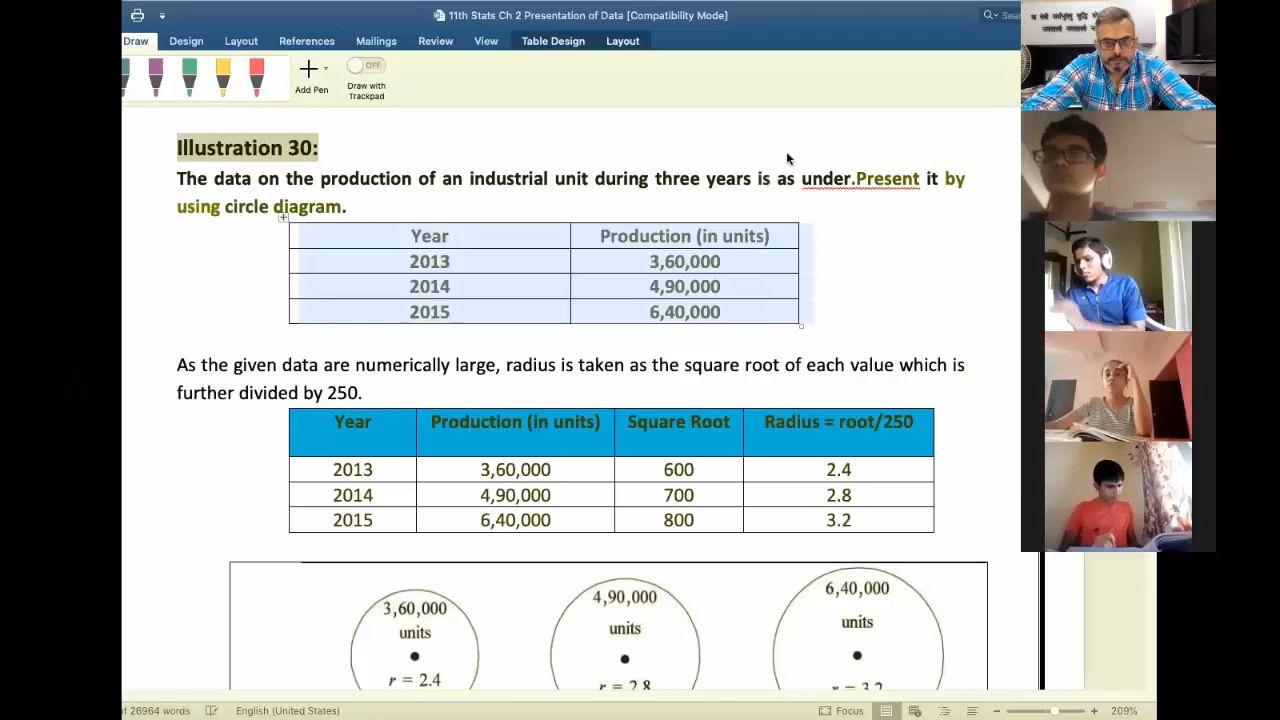 11th Stats Ch 2 Presentation of Data [Compatibility Mode]
Draw Design Layout References Mailings Review View Table Design Layout
OFF
Add Pen
Draw with
Trackpad
Illustration 30:
The data on the production of an industrial unit during three years is as under.Present it by
using circle diagram.
Year Production (in units)
2013 3,60,000
2014 4,90,000
2015 6,40,000
As the given data are numerically large, radius is taken as the square root of each value which is
further divided by 250.
Year Production (in units) Square Root Radius = root/250
2013 3,60,000 600 2.4
2014 4,90,000 700 2.8
2015 6,40,000 800 3.2
3,60,000 4,90,000 6,40,000
units units units
r = 2.4 r = 2.8 r = 3.2
of 26964 words English (United States) Focus 209%